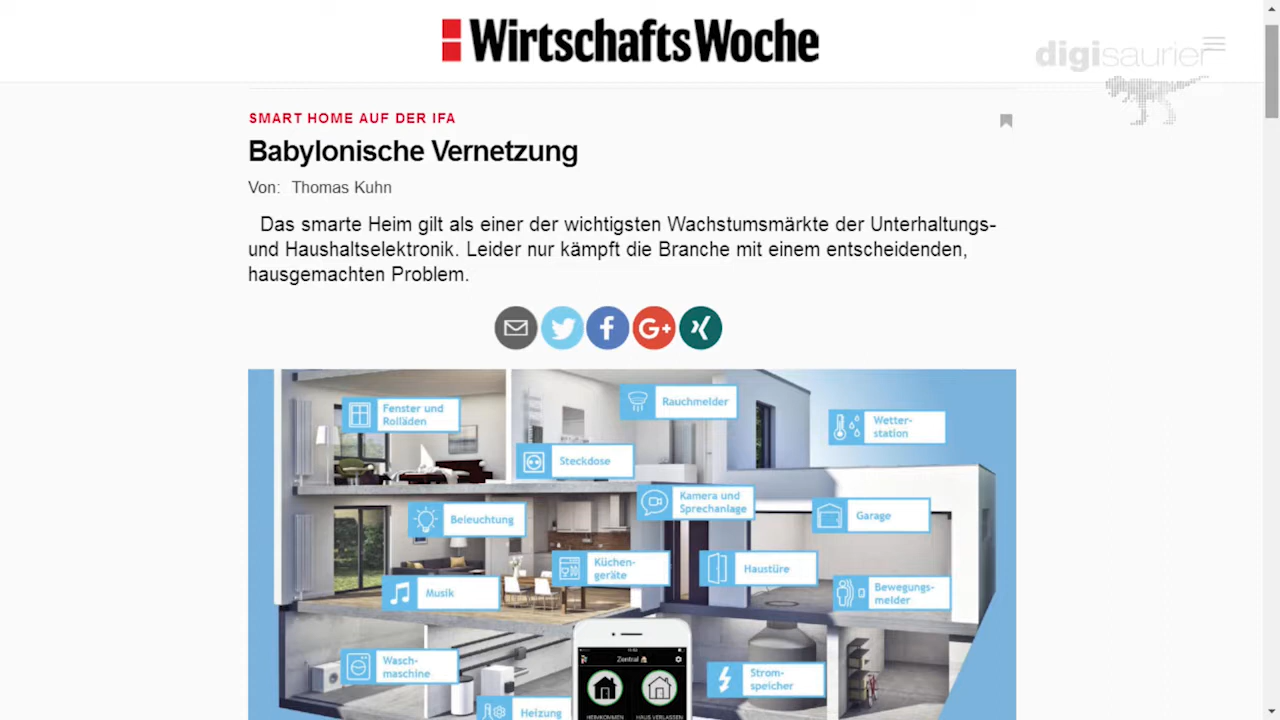 WirtschaftsWoche
digisaurier
SMART HOME AUF DER IFA
Babylonische Vernetzung
Von: Thomas Kuhn
Das smarte Heim gilt als einer der wichtigsten Wachstumsmärkte der Unterhaltungs-
und Haushaltselektronik. Leider nur kämpft die Branche mit einem entscheidenden,
hausgemachten Problem.
G+
Fenster und
Rolläden
Rauchmelder
Wetter-
station
Steckdose
Kamera und
Sprechanlage
Beleuchtung
Garage
Küchen-
geräte
Haustüre
Musik
Bewegungs-
melder
Wasch-
maschine
Zentral
Strom-
speicher
Heizung
HEIMKOMMEN
HAUS VERLASSEN